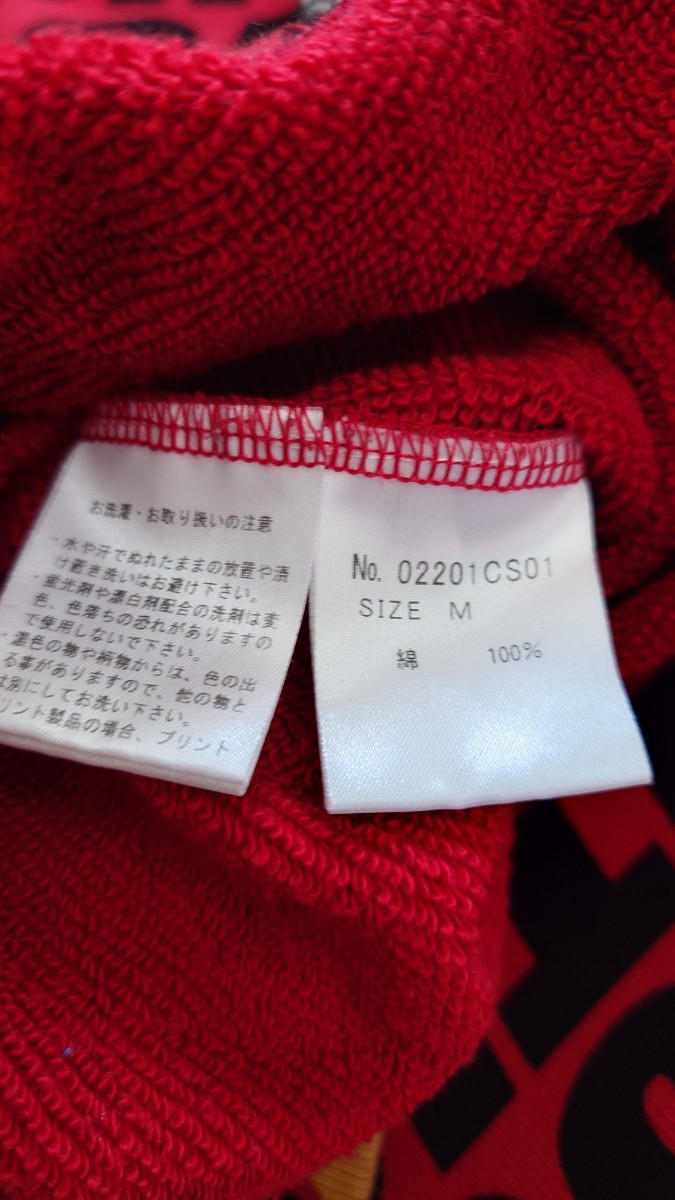 お洗濯・お取り扱いの注意
・水や汗でぬれたままの放置や漬
け置き洗いはお避け下さい。
・蛍光剤や漂白剤配合の洗剤は変
色、色落ちの恐れがありますの
で使用しないで下さい。
・濃色の物や柄物からは、色の出
る事がありますので、他の物と
は別にしてお洗い下さい。
リント製品の場合、プリント
No. 02201CS01
SIZE M
綿 100%